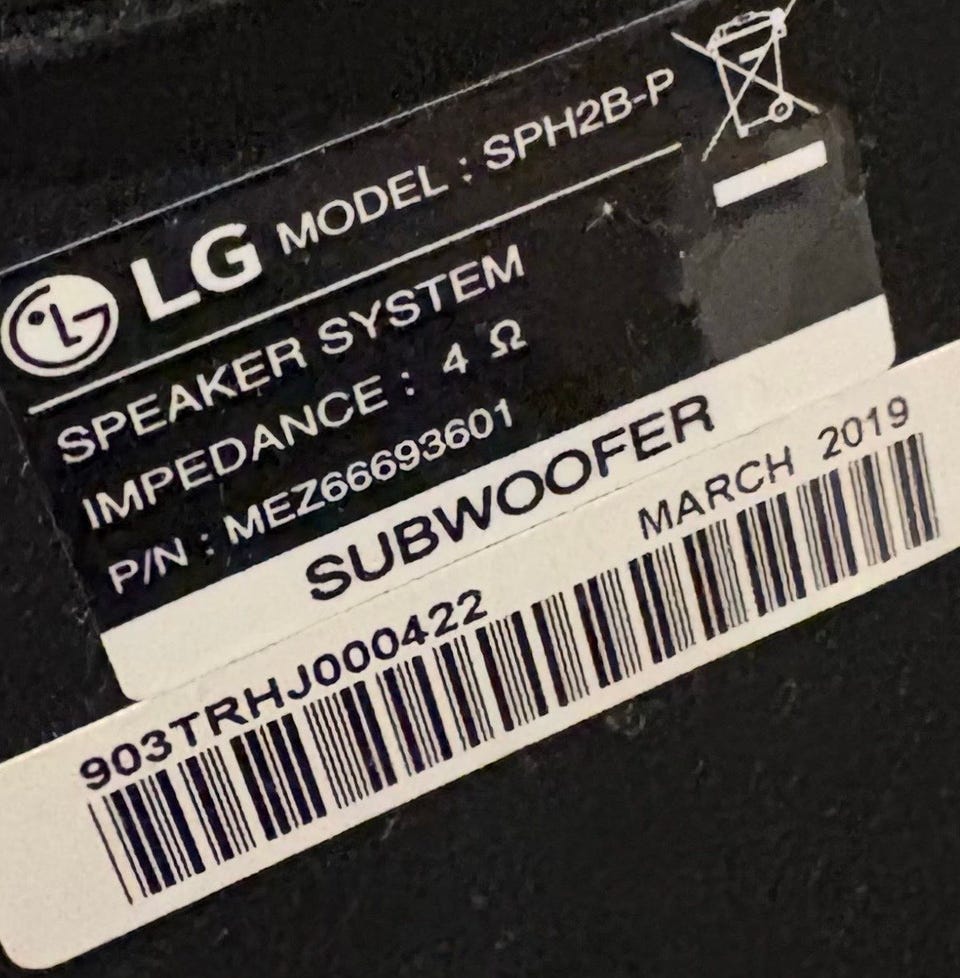 LG MODEL : SPH2B-P
SPEAKER SYSTEM
IMPEDANCE : 4 Ω
P/N : MEZ66693601
SUBWOOFER
MARCH 2019
903TRHJ000422